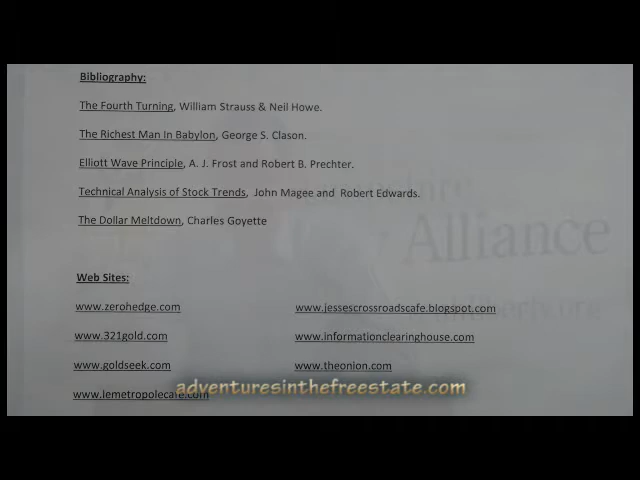 Bibliography:
The Fourth Turning, William Strauss & Neil Howe.
The Richest Man In Babylon, George S. Clason.
Elliott Wave Principle, A. J. Frost and Robert B. Prechter.
Technical Analysis of Stock Trends, John Magee and Robert Edwards.
The Dollar Meltdown, Charles Goyette
Alliance
Web Sites:
www.zerohedge.com www.jessescrossroadscafe.blogspot.com
www.321gold.com www.informationclearinghouse.com
www.goldseek.com www.theonion.com
adventuresinthefreestate.com
www.lemetropolecafe.com